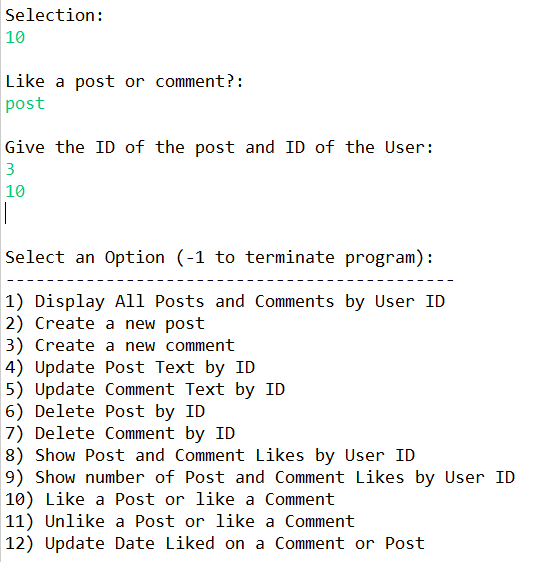 Selection:
10
Like a post or comment?:
post
Give the ID of the post and ID of the User:
3
10
Select an Option (-1 to terminate program):
---------------------------------------------
1) Display All Posts and Comments by User ID
2) Create a new post
3) Create a new comment
4) Update Post Text by ID
5) Update Comment Text by ID
6) Delete Post by ID
7) Delete Comment by ID
8) Show Post and Comment Likes by User ID
9) Show number of Post and Comment Likes by User ID
10) Like a Post or like a Comment
11) Unlike a Post or like a Comment
12) Update Date Liked on a Comment or Post